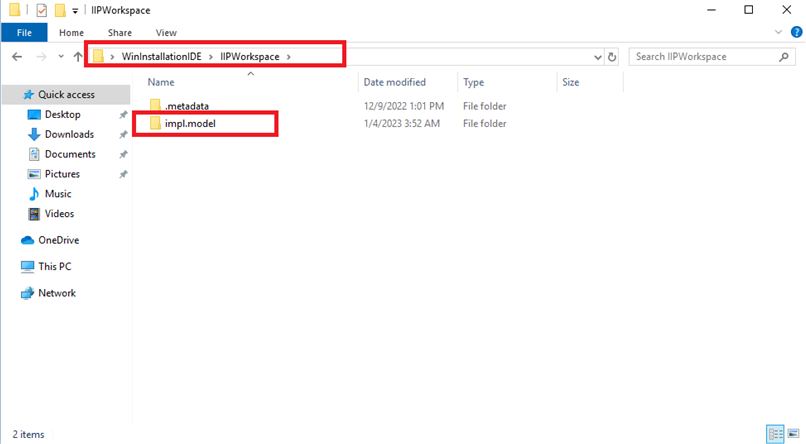 IIPWorkspace
File Home Share View
WinInstallationIDE IIPWorkspace
Search IIPWorkspace
Name Date modified Type Size
Quick access
Desktop
Downloads
Documents
Pictures
Music
Videos
OneDrive
This PC
Network
.metadata 12/9/2022 1:01 PM File folder
impl.model 1/4/2023 3:52 AM File folder
2 items